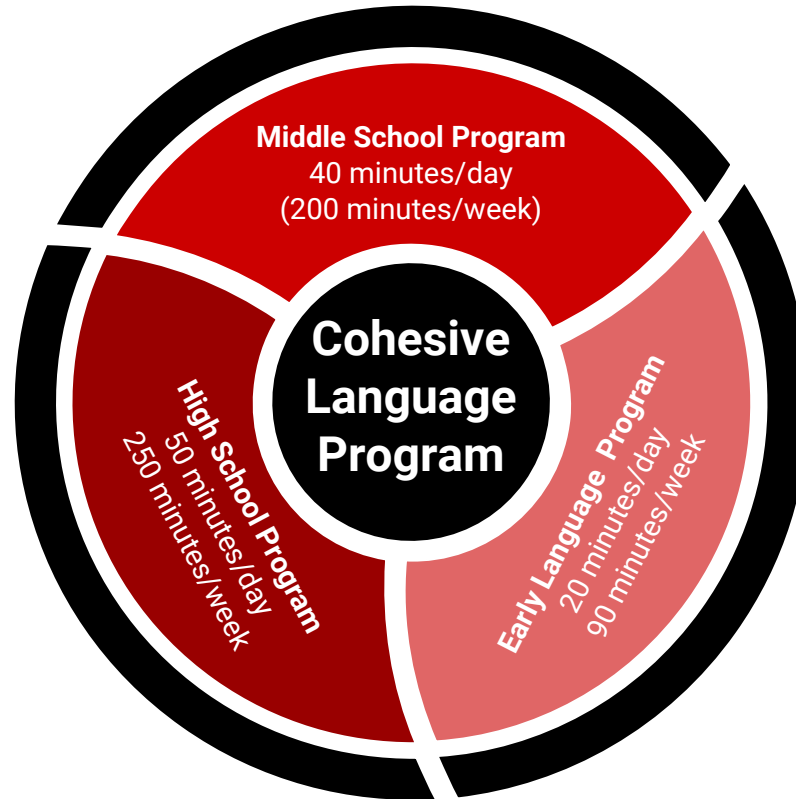 Middle School Program
40 minutes/day
(200 minutes/week)
Cohesive
Language
Program
High School Program
50 minutes/day
250 minutes/week
Early Language Program
20 minutes/day
90 minutes/week